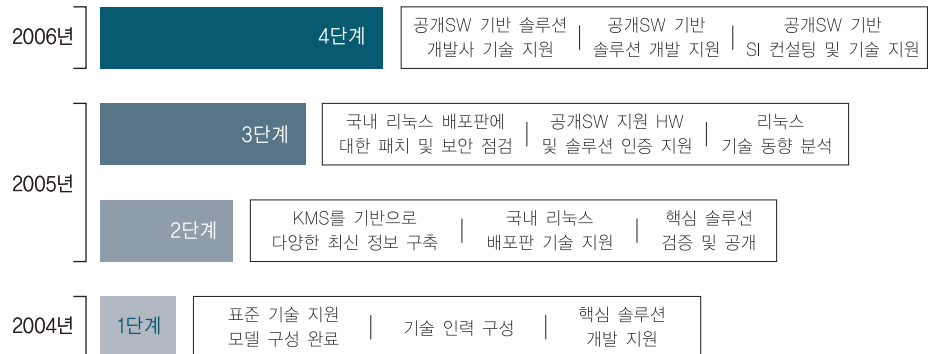 2006년
4단계
공개SW 기반 솔루션
개발사 기술 지원
공개SW 기반
솔루션 개발 지원
공개SW 기반
SI 컨설팅 및 기술 지원
2005년
3단계
국내 리눅스 배포판에
대한 패치 및 보안 점검
공개SW 지원 HW
및 솔루션 인증 지원
리눅스
기술 동향 분석
2단계
KMS를 기반으로
다양한 최신 정보 구축
국내 리눅스
배포판 기술 지원
핵심 솔루션
검증 및 공개
2004년
1단계
표준 기술 지원
모델 구성 완료
기술 인력 구성
핵심 솔루션
개발 지원